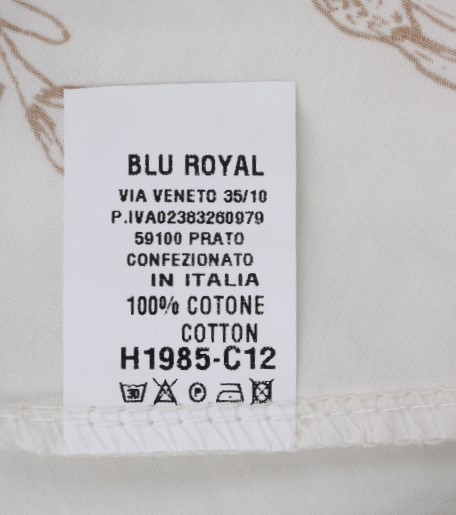 BLU ROYAL
VIA VENETO 35/10
P.IVA02383260979
59100 PRATO
CONFEZIONATO
IN ITALIA
100% COTONE
COTTON
H1985-C12
30 P